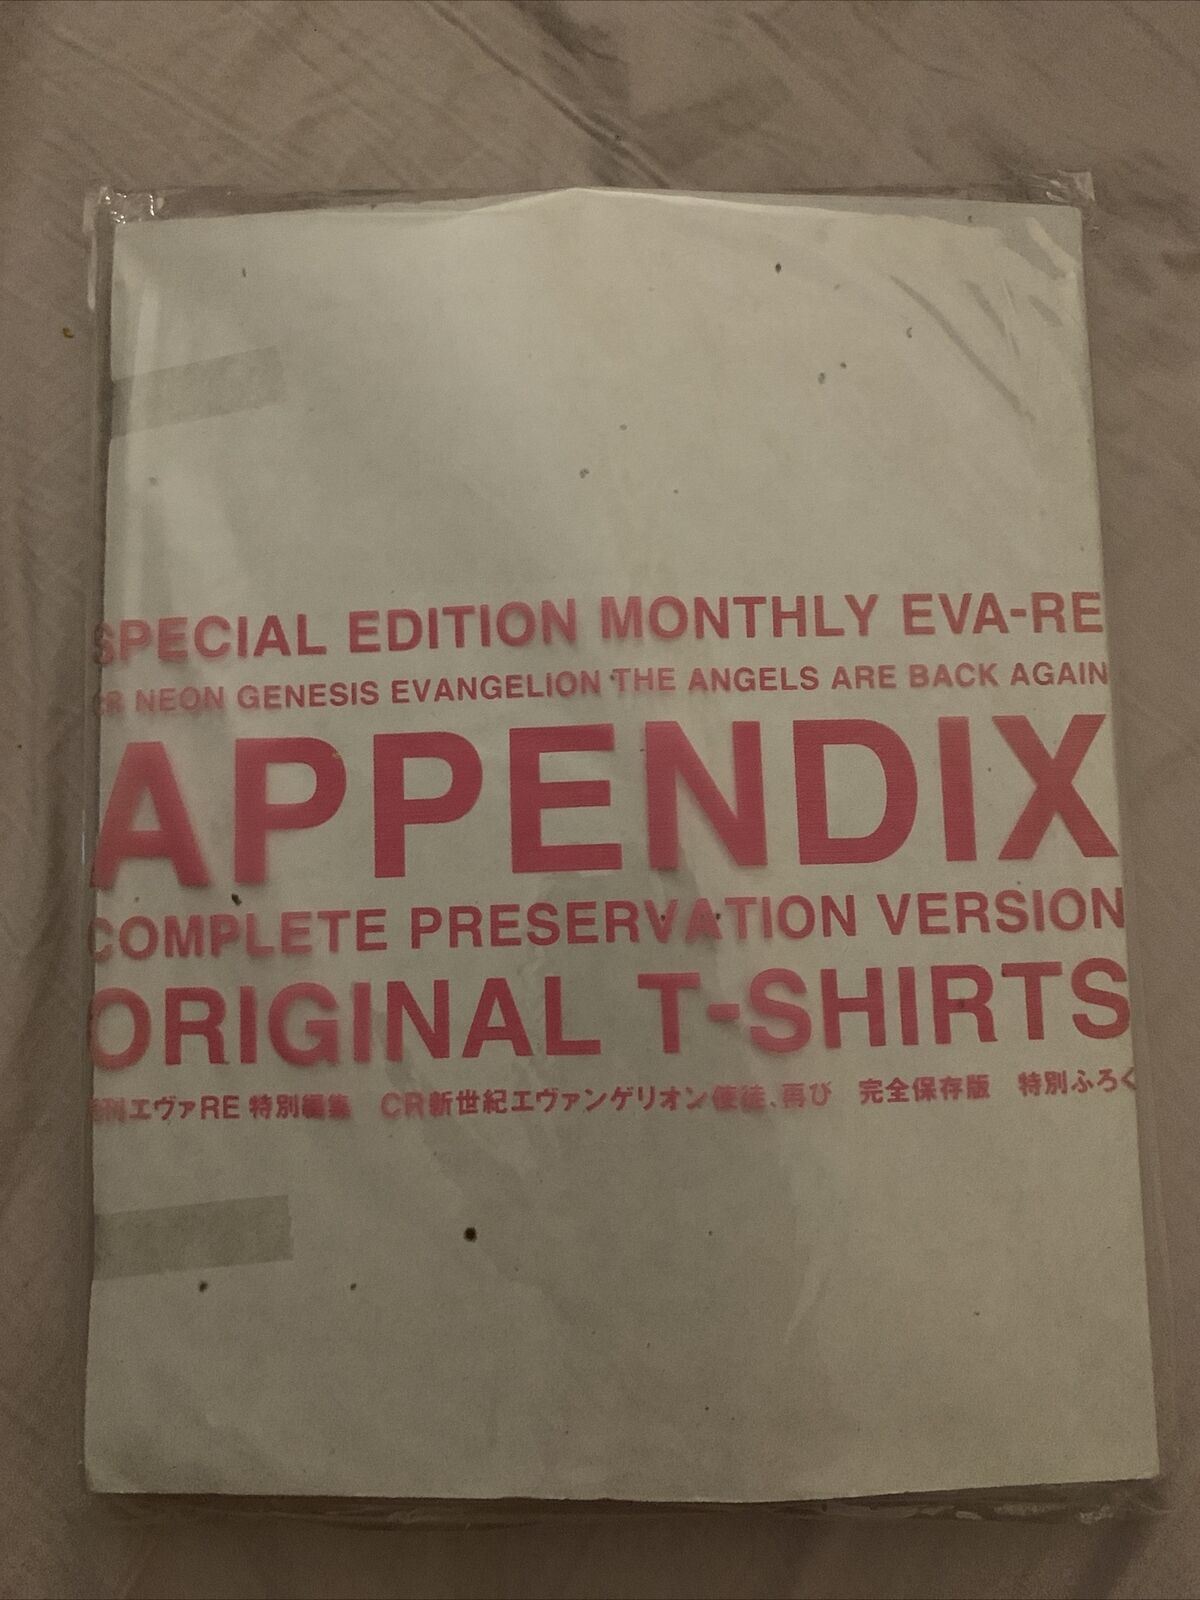 SPECIAL EDITION MONTHLY EVA-RE
CR NEON GENESIS EVANGELION THE ANGELS ARE BACK AGAIN
APPENDIX
COMPLETE PRESERVATION VERSION
ORIGINAL T-SHIRTS
月刊エヴァRE 特別編集 CR新世紀エヴァンゲリオン使徒、再び 完全保存版 特別ふろく